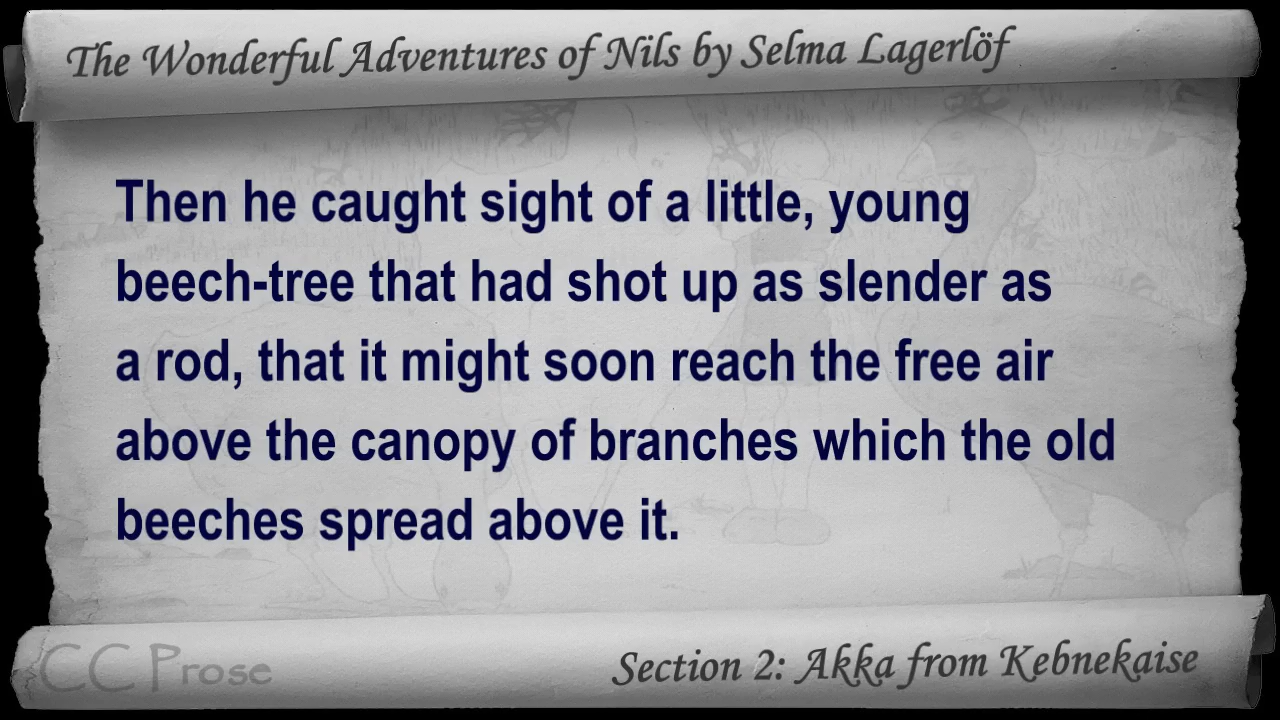 The Wonderful Adventures of Nils by Selma Lagerlöf
Then he caught sight of a little, young
beech-tree that had shot up as slender as
a rod, that it might soon reach the free air
above the canopy of branches which the old
beeches spread above it.
CC Prose
Section 2: Akka from Kebnekaise